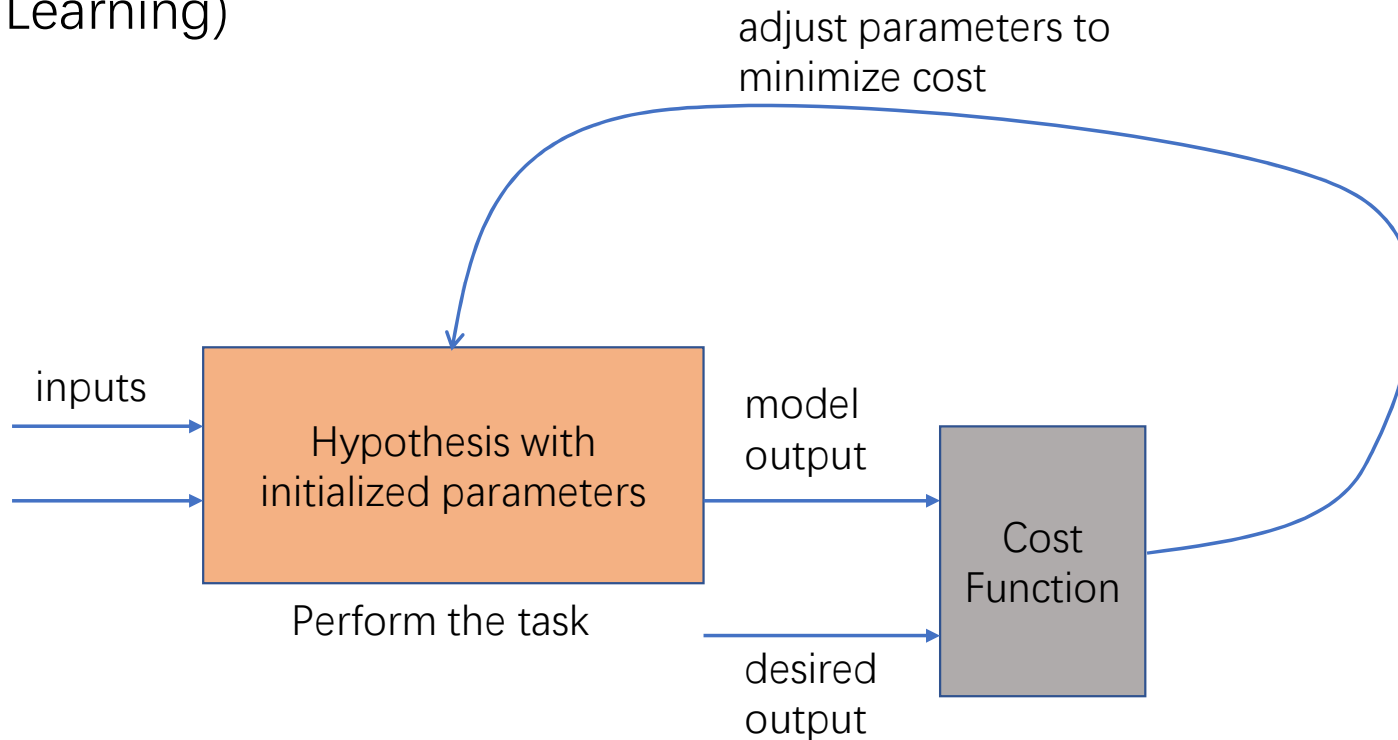 Learning)
adjust parameters to
minimize cost
inputs
Hypothesis with
initialized parameters
model
output
Cost
Function
Perform the task
desired
output